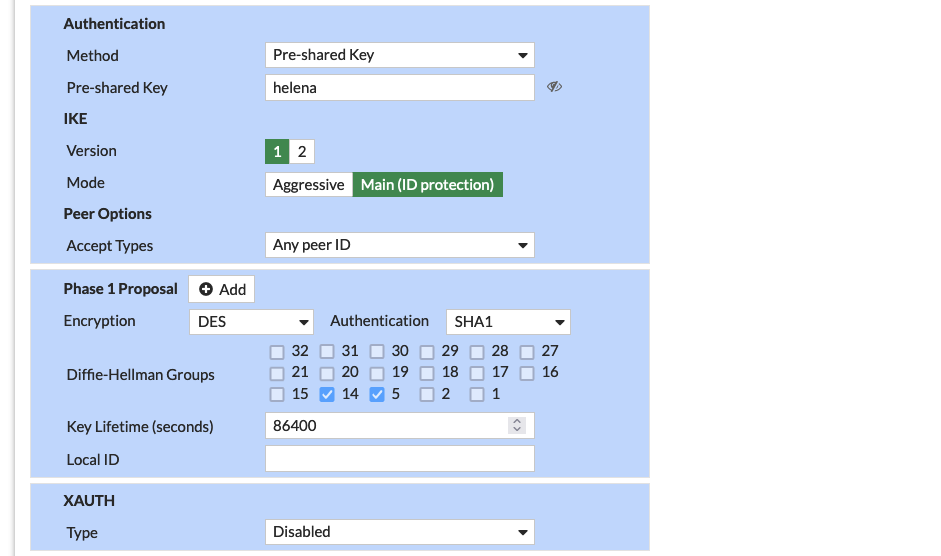 Authentication
Method Pre-shared Key
Pre-shared Key helena
IKE
Version 1 2
Mode Aggressive Main (ID protection)
Peer Options
Accept Types Any peer ID
Phase 1 Proposal Add
Encryption DES Authentication SHA1
32 31 30 29 28 27
Diffie-Hellman Groups 21 20 19 18 17 16
15 14 5 2 1
Key Lifetime (seconds) 86400
Local ID
XAUTH
Type Disabled